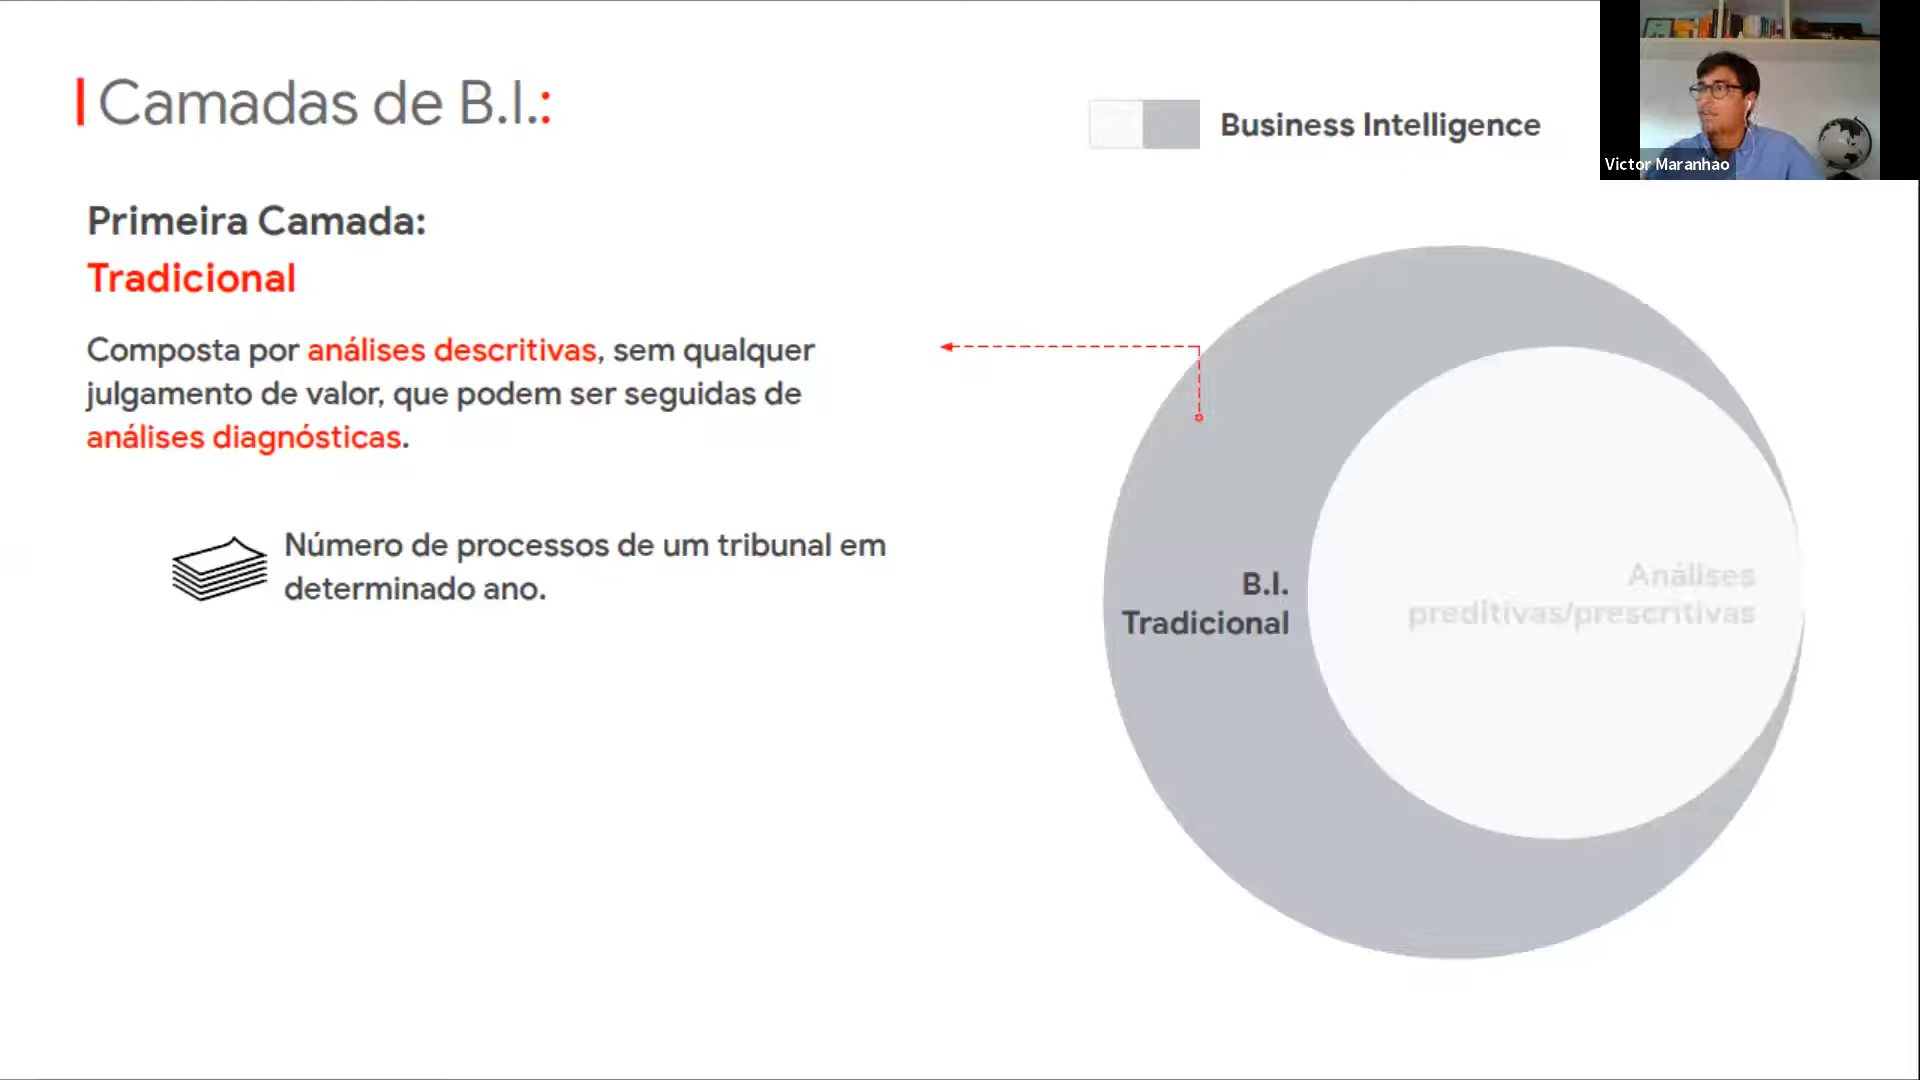 Camadas de B.I.:
Business Intelligence
Victor Maranhao
Primeira Camada:
Tradicional
Composta por análises descritivas, sem qualquer
julgamento de valor, que podem ser seguidas de
análises diagnósticas.
Número de processos de um tribunal em
determinado ano.
B.I.
Tradicional
Análises
preditivas/prescritivas